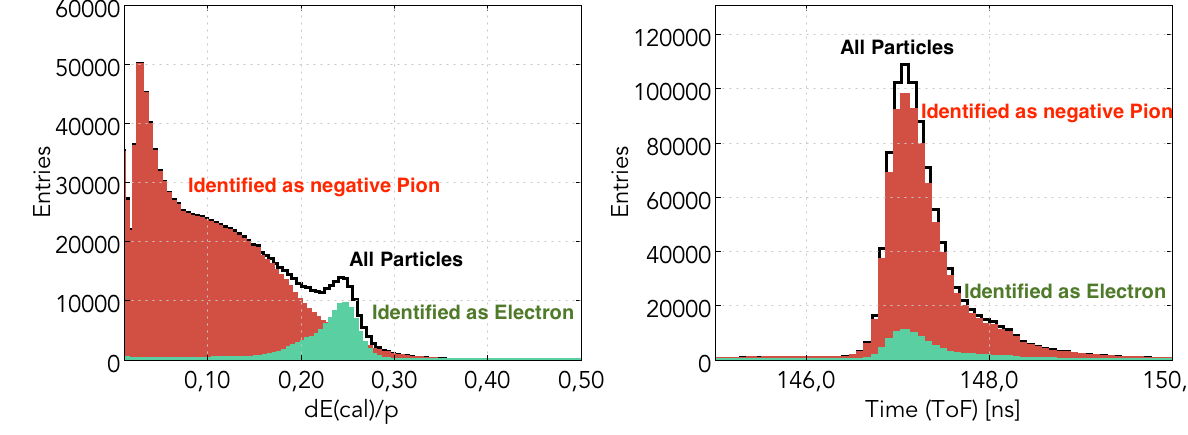 60000
50000
40000
30000
20000
10000
0
Entries
0,10
0,20
0,30
0,40
0,50
dE(cal)/p
Identified as negative Pion
All Particles
Identified as Electron
120000
100000
80000
60000
40000
20000
0
Entries
146,0
148,0
150,
Time (ToF) [ns]
All Particles
Identified as negative Pion
Identified as Electron